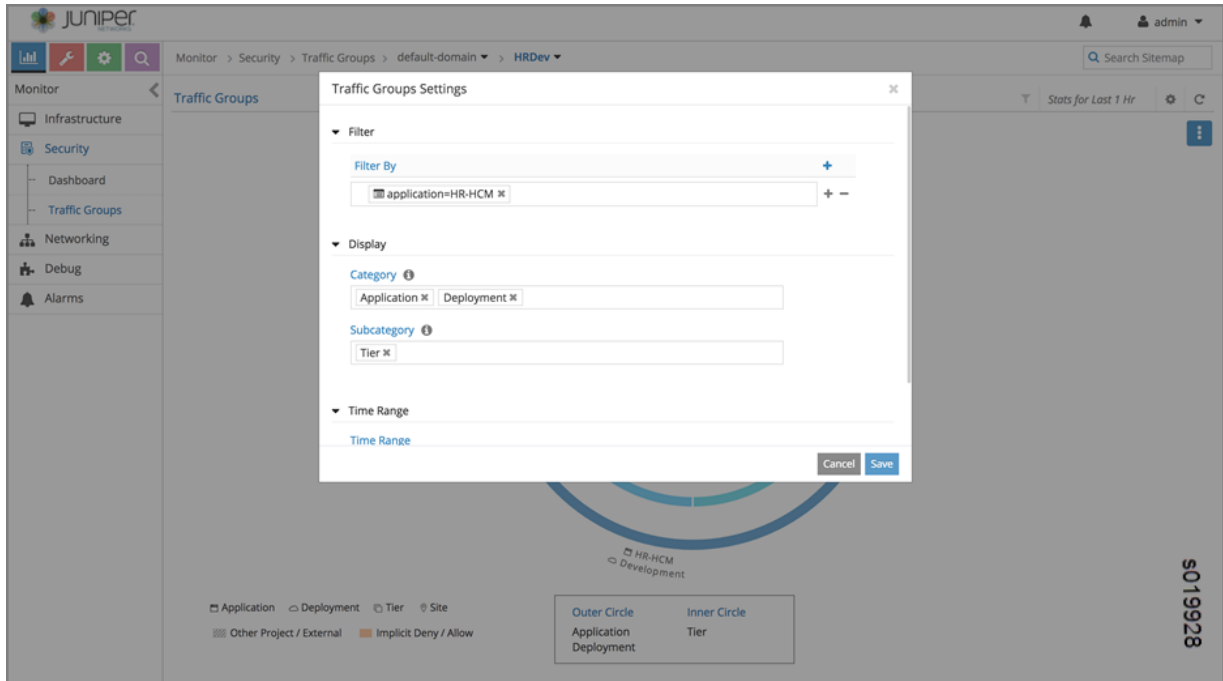 JUNIPER
NETWORKS
admin
Monitor > Security > Traffic Groups > default-domain > HRDev
Search Sitemap
Monitor
Traffic Groups
Traffic Groups Settings
Stats for Last 1 Hr
Infrastructure
Filter
Security
Filter By
Dashboard
application=HR-HCM
Traffic Groups
Networking
Display
Debug
Category
Alarms
Application Deployment
Subcategory
Tier
Time Range
Time Range
Cancel Save
HR-HCM
Development
Application Deployment Tier Site
Other Project / External Implicit Deny / Allow
Outer Circle Inner Circle
Application Tier
Deployment
s019928